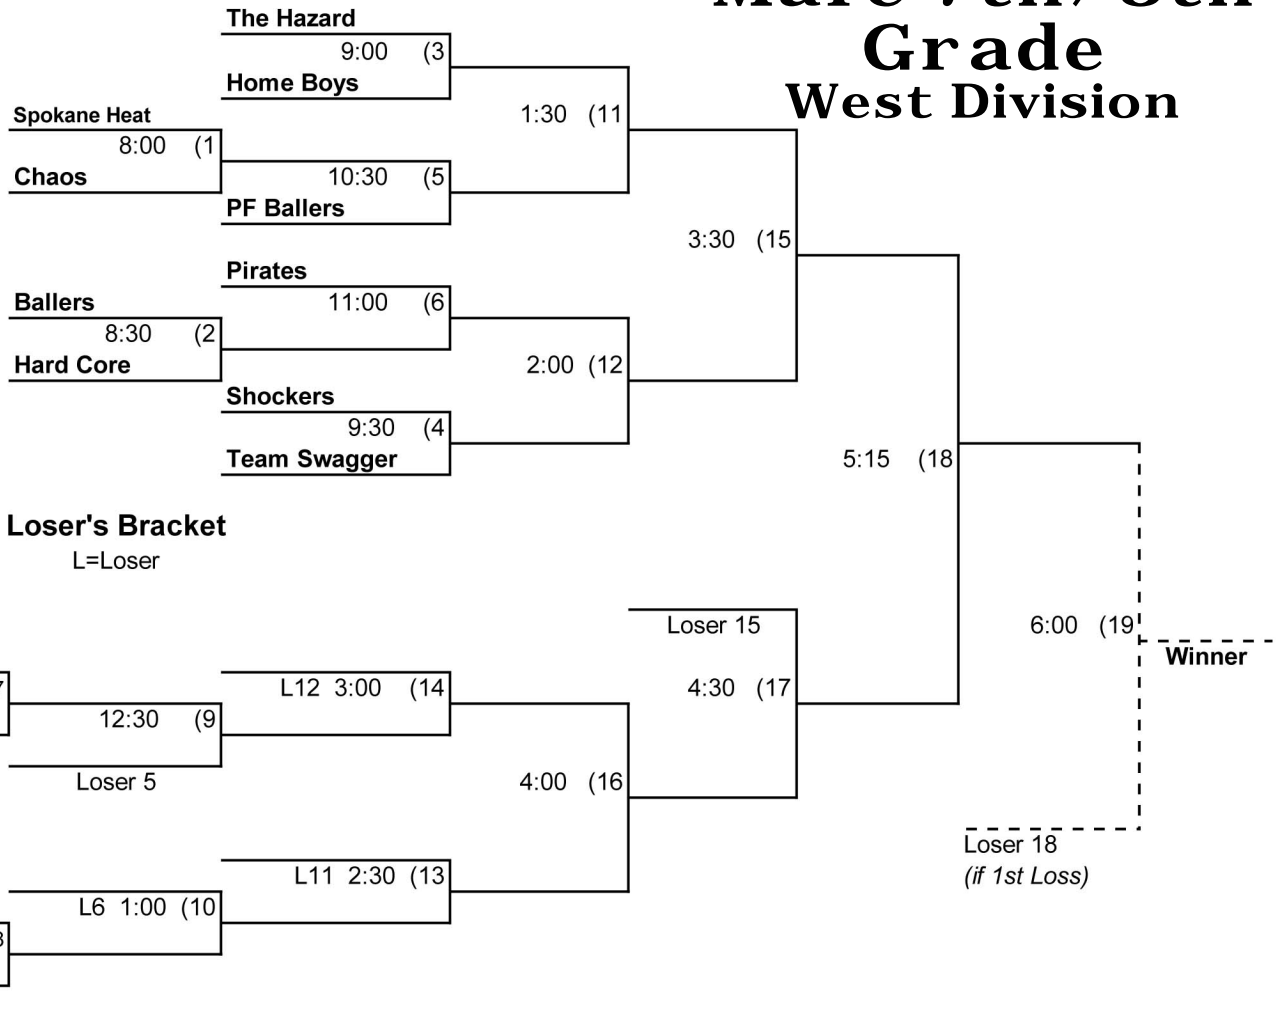 Grade
West Division
The Hazard
9:00 (3
Home Boys
1:30 (11
Spokane Heat
8:00 (1
Chaos
10:30 (5
PF Ballers
3:30 (15
Pirates
Ballers
11:00 (6
8:30 (2
Hard Core
2:00 (12
Shockers
9:30 (4
Team Swagger
5:15 (18
Loser's Bracket
L=Loser
Loser 15
6:00 (19
Winner
L12 3:00 (14
4:30 (17
12:30 (9
Loser 5
4:00 (16
Loser 18
(if 1st Loss)
L11 2:30 (13
L6 1:00 (10